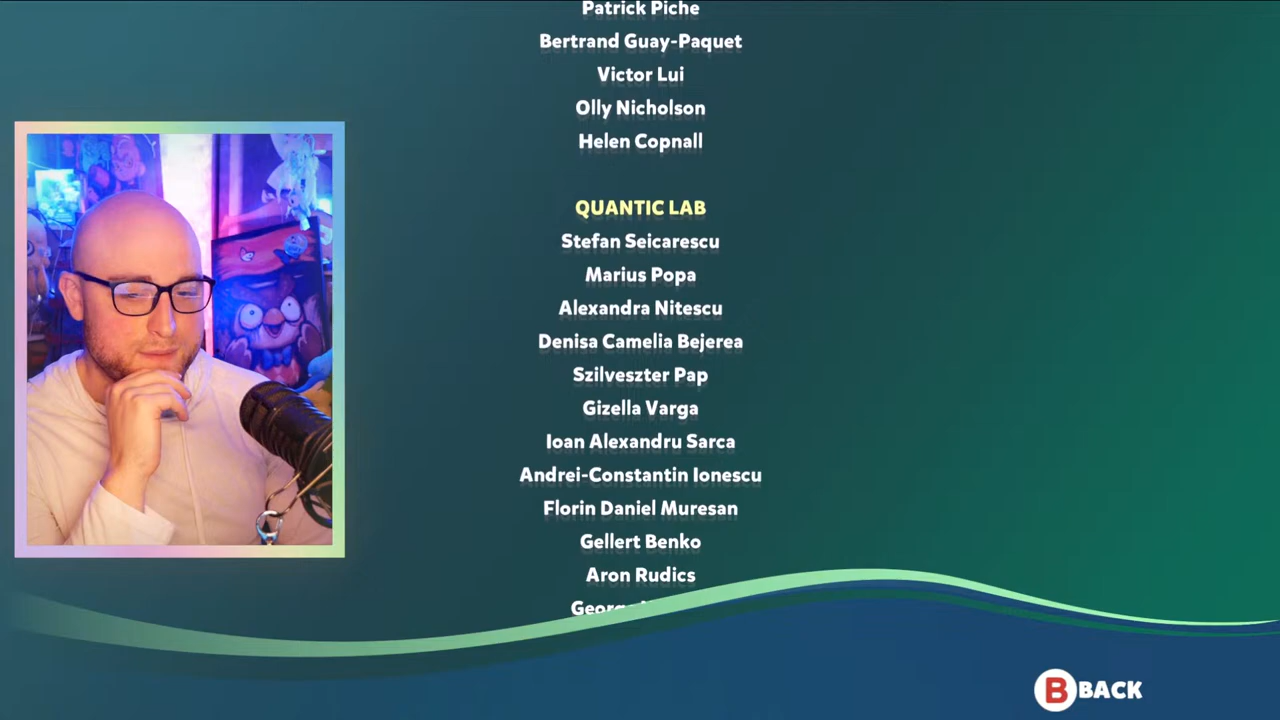 Patrick Piche
Bertrand Guay-Paquet
Victor Lui
Olly Nicholson
Helen Copnall
QUANTIC LAB
Stefan Seicarescu
Marius Popa
Alexandra Nitescu
Denisa Camelia Bejerea
Szilveszter Pap
Gizella Varga
Ioan Alexandru Sarca
Andrei-Constantin Ionescu
Florin Daniel Muresan
Gellert Benko
Aron Rudics
B BACK